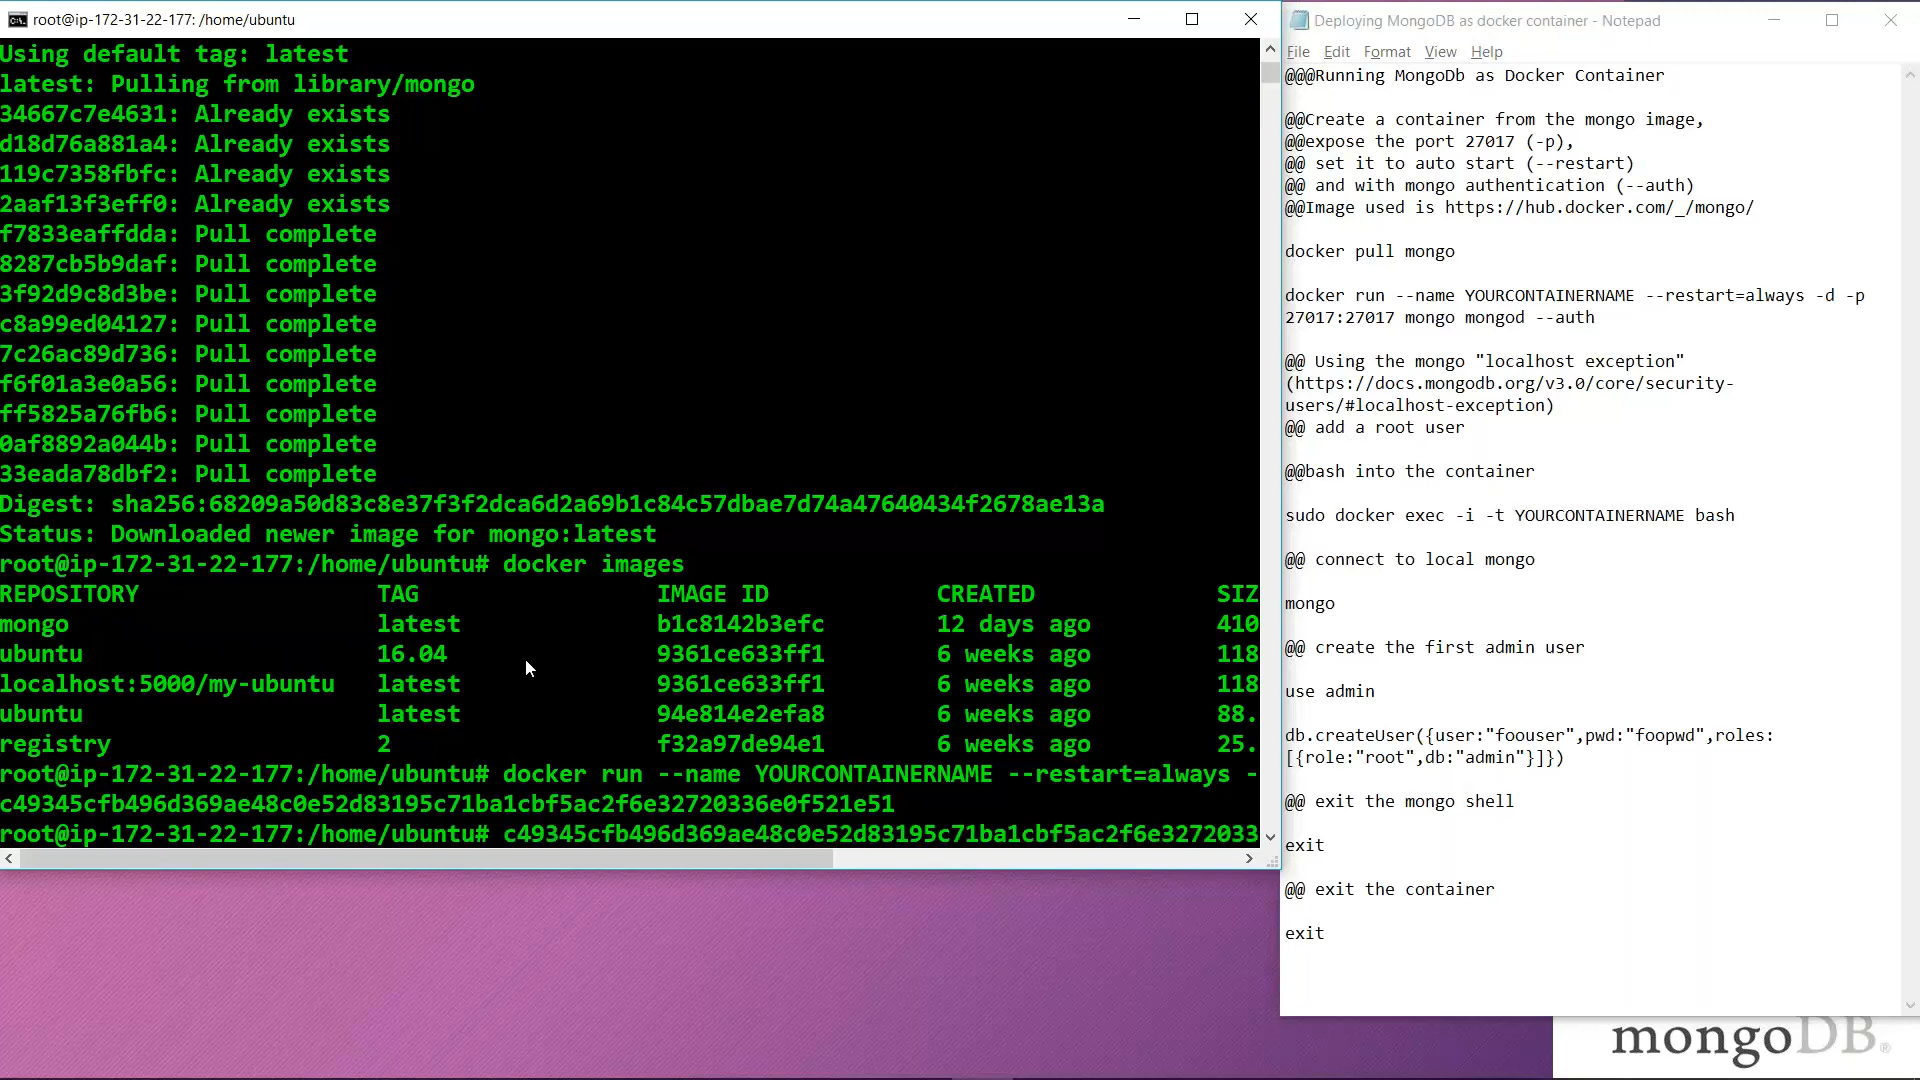 root@ip-172-31-22-177: /home/ubuntu
Using default tag: latest
latest: Pulling from library/mongo
34667c7e4631: Already exists
d18d76a881a4: Already exists
119c7358fbfc: Already exists
2aaf13f3eff0: Already exists
f7833eaffdda: Pull complete
8287cb5b9daf: Pull complete
3f92d9c8d3be: Pull complete
c8a99ed04127: Pull complete
7c26ac89d736: Pull complete
f6f01a3e0a56: Pull complete
ff5825a76fb6: Pull complete
0af8892a044b: Pull complete
33eada78dbf2: Pull complete
Digest: sha256:68209a50d83c8e37f3f2dca6d2a69b1c84c57dbae7d74a47640434f2678ae13a
Status: Downloaded newer image for mongo:latest
root@ip-172-31-22-177:/home/ubuntu# docker images
REPOSITORY TAG IMAGE ID CREATED SIZ
mongo latest b1c8142b3efc 12 days ago 410
ubuntu 16.04 9361ce633ff1 6 weeks ago 118
localhost:5000/my-ubuntu latest 9361ce633ff1 6 weeks ago 118
ubuntu latest 94e814e2efa8 6 weeks ago 88.
registry 2 f32a97de94e1 6 weeks ago 25.
root@ip-172-31-22-177:/home/ubuntu# docker run --name YOURCONTAINERNAME --restart=always -
c49345cfb496d369ae48c0e52d83195c71ba1cbf5ac2f6e32720336e0f521e51
root@ip-172-31-22-177:/home/ubuntu# c49345cfb496d369ae48c0e52d83195c71ba1cbf5ac2f6e3272033
Deploying MongoDB as docker container - Notepad
File Edit Format View Help
@@@Running MongoDb as Docker Container
@@Create a container from the mongo image,
@@expose the port 27017 (-p),
@@ set it to auto start (--restart)
@@ and with mongo authentication (--auth)
@@Image used is https://hub.docker.com/_/mongo/
docker pull mongo
docker run --name YOURCONTAINERNAME --restart=always -d -p
27017:27017 mongo mongod --auth
@@ Using the mongo "localhost exception"
(https://docs.mongodb.org/v3.0/core/security-
users/#localhost-exception)
@@ add a root user
@@bash into the container
sudo docker exec -i -t YOURCONTAINERNAME bash
@@ connect to local mongo
mongo
@@ create the first admin user
use admin
db.createUser({user:"foouser",pwd:"foopwd",roles:
[{role:"root",db:"admin"}]})
@@ exit the mongo shell
exit
@@ exit the container
exit
mongoDB®